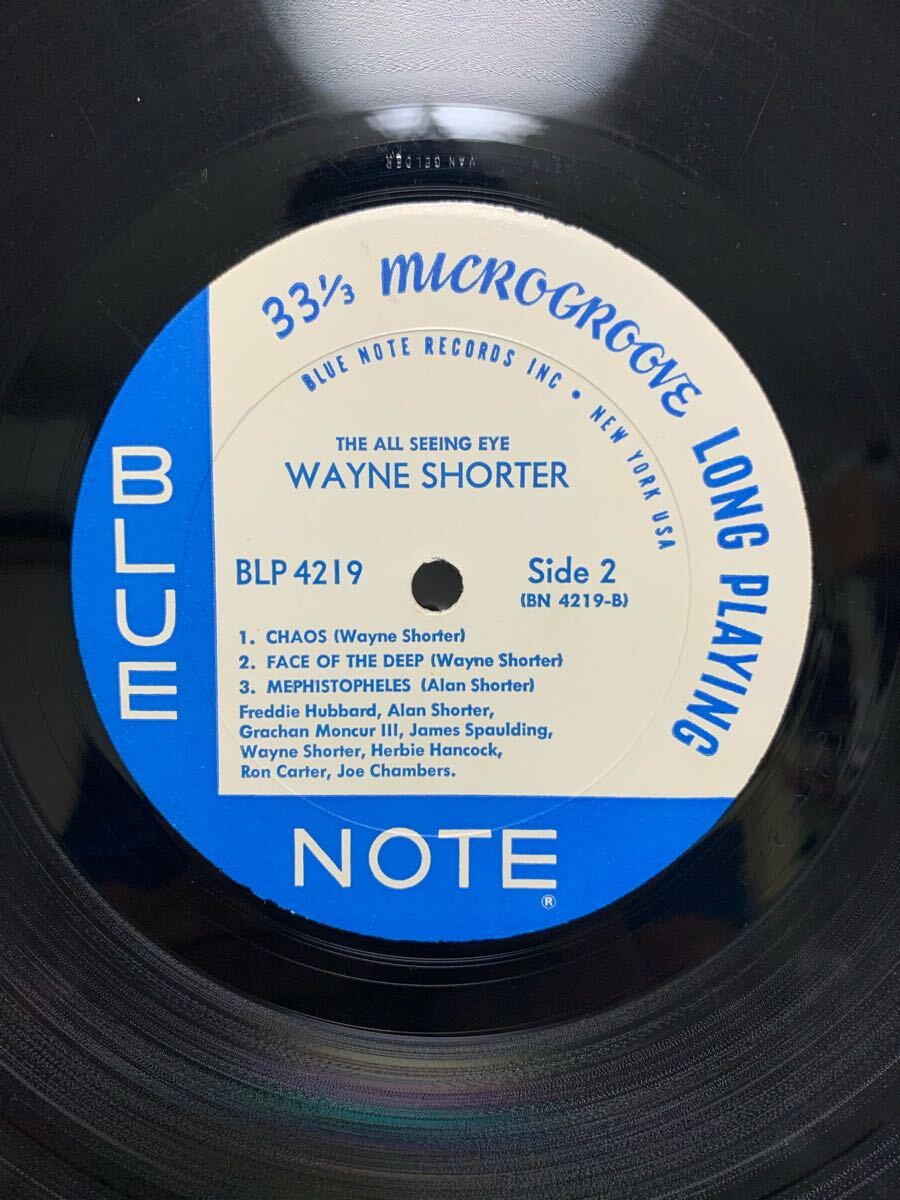 VAN GELDER
33⅓ MICROGROOVE LONG PLAYING
BLUE NOTE RECORDS INC • NEW YORK USA
THE ALL SEEING EYE
WAYNE SHORTER
BLP 4219
Side 2
(BN 4219-B)
1. CHAOS (Wayne Shorter)
2. FACE OF THE DEEP (Wayne Shorter)
3. MEPHISTOPHELES (Alan Shorter)
Freddie Hubbard, Alan Shorter,
Grachan Moncur III, James Spaulding,
Wayne Shorter, Herbie Hancock,
Ron Carter, Joe Chambers.
BLUE
NOTE
®